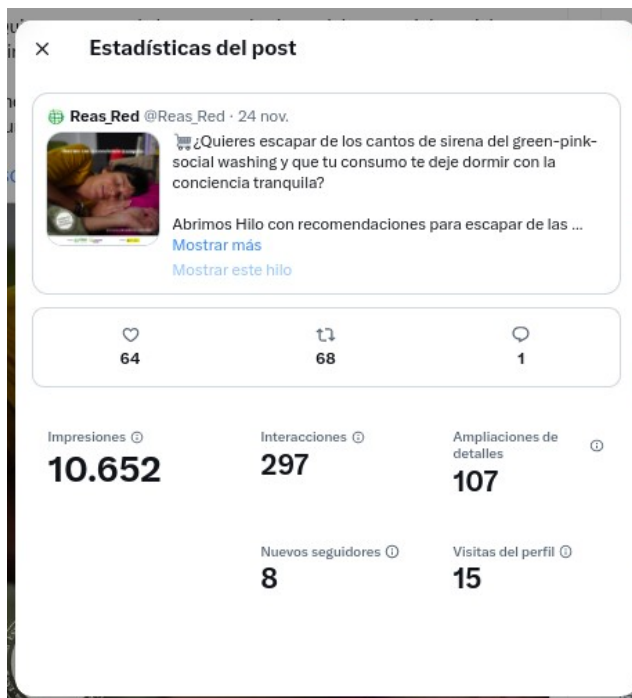 Estadísticas del post
Reas_Red @Reas_Red · 24 nov.
¿Quieres escapar de los cantos de sirena del green-pink-
social washing y que tu consumo te deje dormir con la
conciencia tranquila?
Abrimos Hilo con recomendaciones para escapar de las ...
Mostrar más
Mostrar este hilo
64
68
1
Impresiones
10.652
Interacciones
297
Ampliaciones de
detalles
107
Nuevos seguidores
8
Visitas del perfil
15